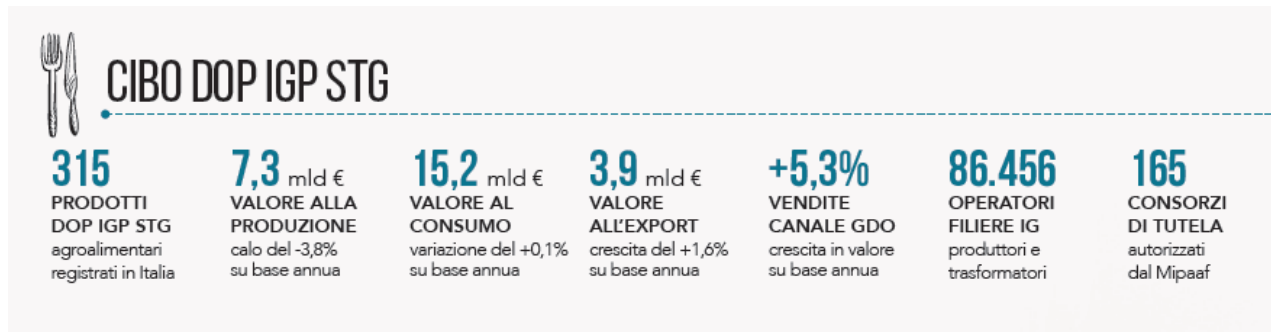 CIBO DOP IGP STG
315
PRODOTTI
DOP IGP STG
agroalimentari
registrati in Italia
7,3 mld €
VALORE ALLA
PRODUZIONE
calo del -3,8%
su base annua
15,2 mld €
VALORE AL
CONSUMO
variazione del +0,1%
su base annua
3,9 mld €
VALORE
ALL'EXPORT
crescita del +1,6%
su base annua
+5,3%
VENDITE
CANALE GDO
crescita in valore
su base annua
86.456
OPERATORI
FILIERE IG
produttori e
trasformatori
165
CONSORZI
DI TUTELA
autorizzati
dal Mipaaf